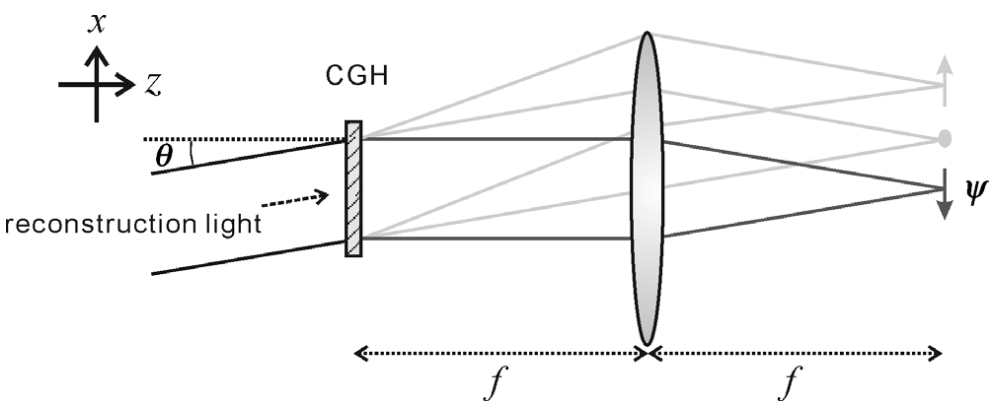 x
z
CGH
θ
reconstruction light
ψ
f
f